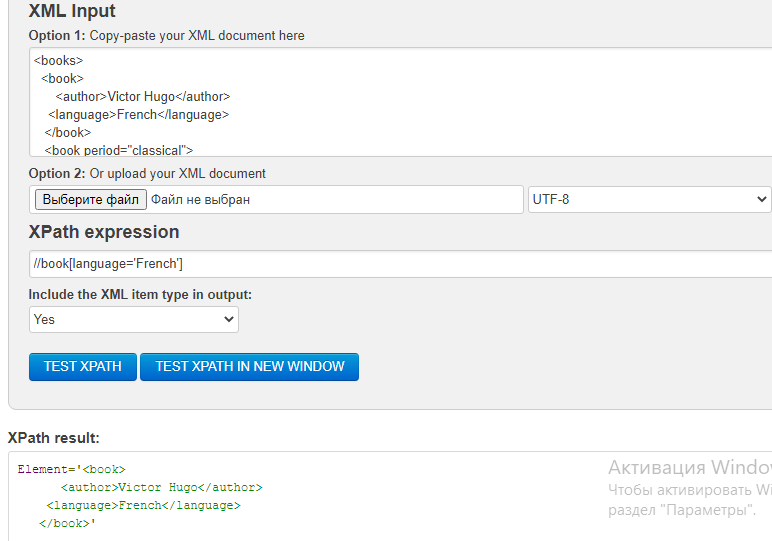 XML Input
Option 1: Copy-paste your XML document here
<books>
<book>
<author>Victor Hugo</author>
<language>French</language>
</book>
<book period="classical">
Option 2: Or upload your XML document
Выберите файл Файл не выбран UTF-8
XPath expression
//book[language='French']
Include the XML item type in output:
Yes
TEST XPATH TEST XPATH IN NEW WINDOW
XPath result:
Element='<book>
<author>Victor Hugo</author>
<language>French</language>
</book>'
Активация Windo
Чтобы активировать Wi
раздел "Параметры".